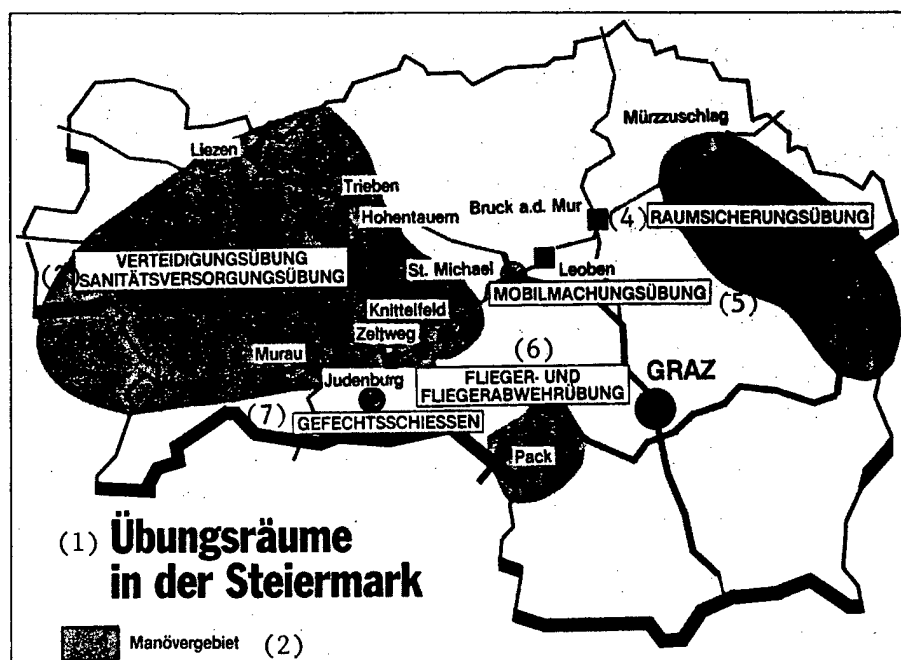 Mürzzuschlag
Liezen
Trieben
Hohentauern
Bruck a.d. Mur
(4) RAUMSICHERUNGSÜBUNG
VERTEIDIGUNGSÜBUNG
SANITÄTSVERSORGUNGSÜBUNG
St. Michael
Leoben
MOBILMACHUNGSÜBUNG
(5)
Knittelfeld
Zeltweg
Murau
(6)
FLIEGER- UND
FLIEGERABWEHRÜBUNG
GRAZ
Judenburg
(7) GEFECHTSSCHIESSEN
Pack
(1) Übungsräume
in der Steiermark
Manövergebiet (2)